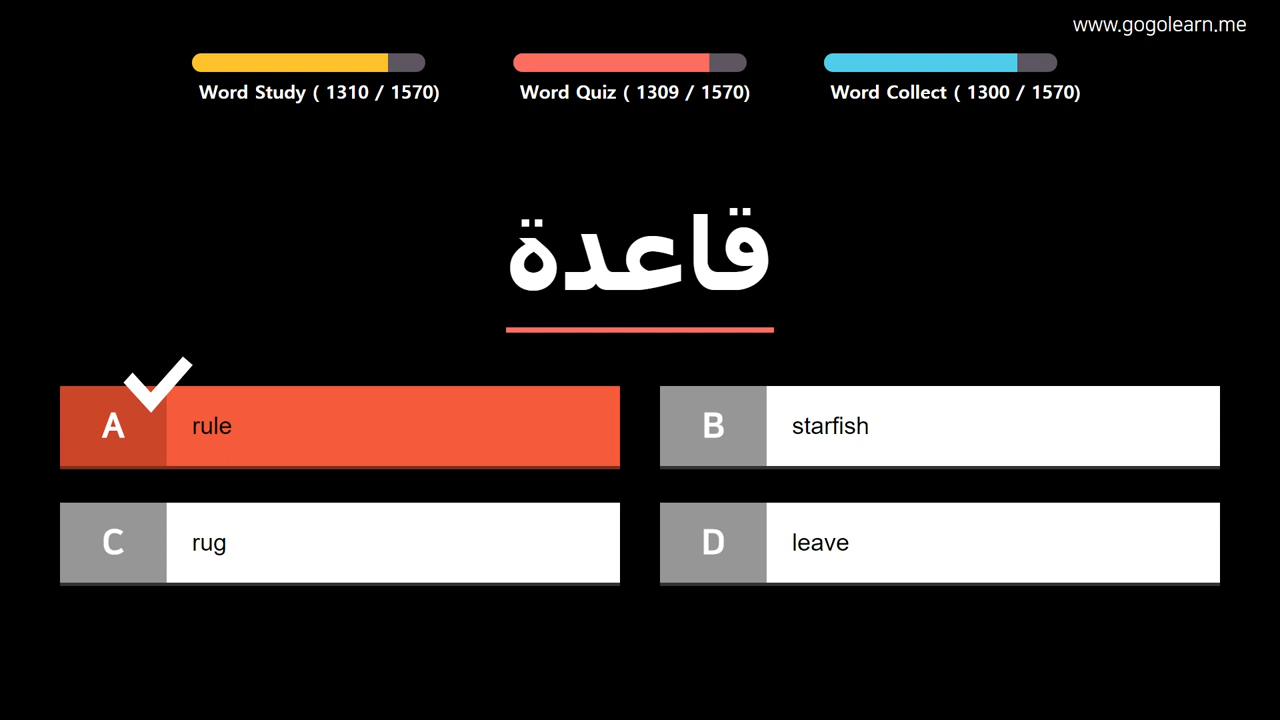 www.gogolearn.me
Word Study ( 1310 / 1570)
Word Quiz ( 1309 / 1570)
Word Collect ( 1300 / 1570)
قاعدة
A rule
B starfish
C rug
D leave